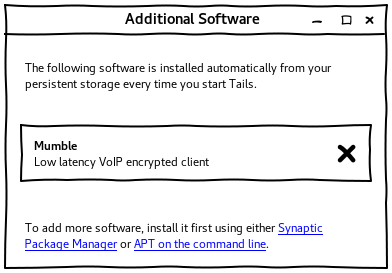 Additional Software
The following software is installed automatically from your
persistent storage every time you start Tails.
Mumble
Low latency VoIP encrypted client
To add more software, install it first using either Synaptic
Package Manager or APT on the command line.